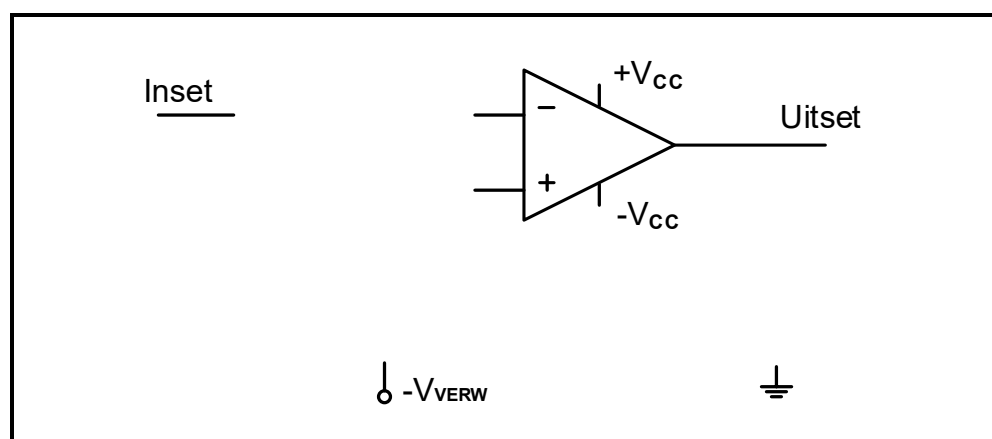 Inset
+VCC
Uitset
−
+
-VCC
-VVERW